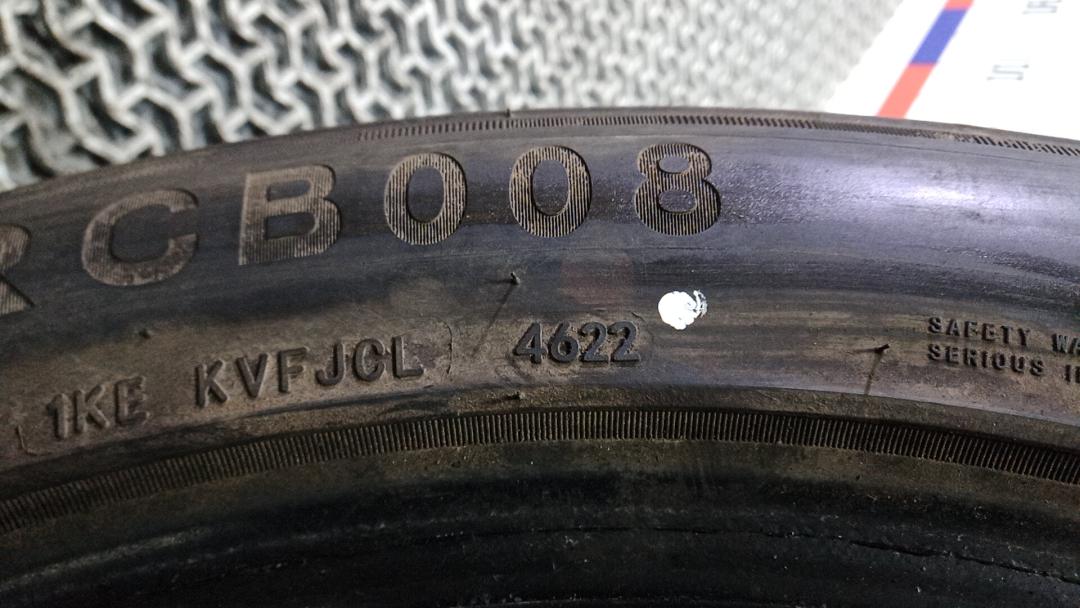 CB008
1KE KVFJCL 4622
SAFETY
SERIOUS